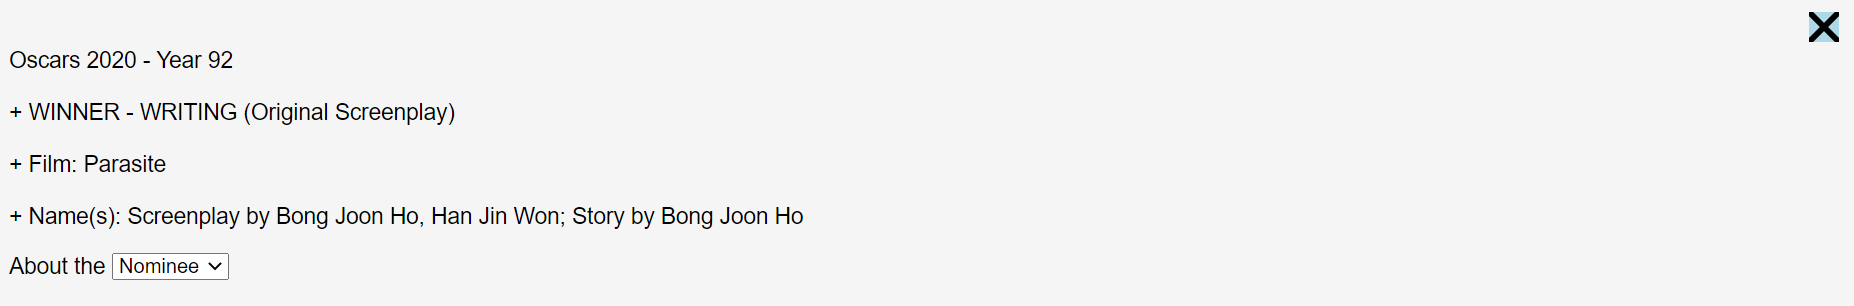 Oscars 2020 - Year 92
+ WINNER - WRITING (Original Screenplay)
+ Film: Parasite
+ Name(s): Screenplay by Bong Joon Ho, Han Jin Won; Story by Bong Joon Ho
About the Nominee